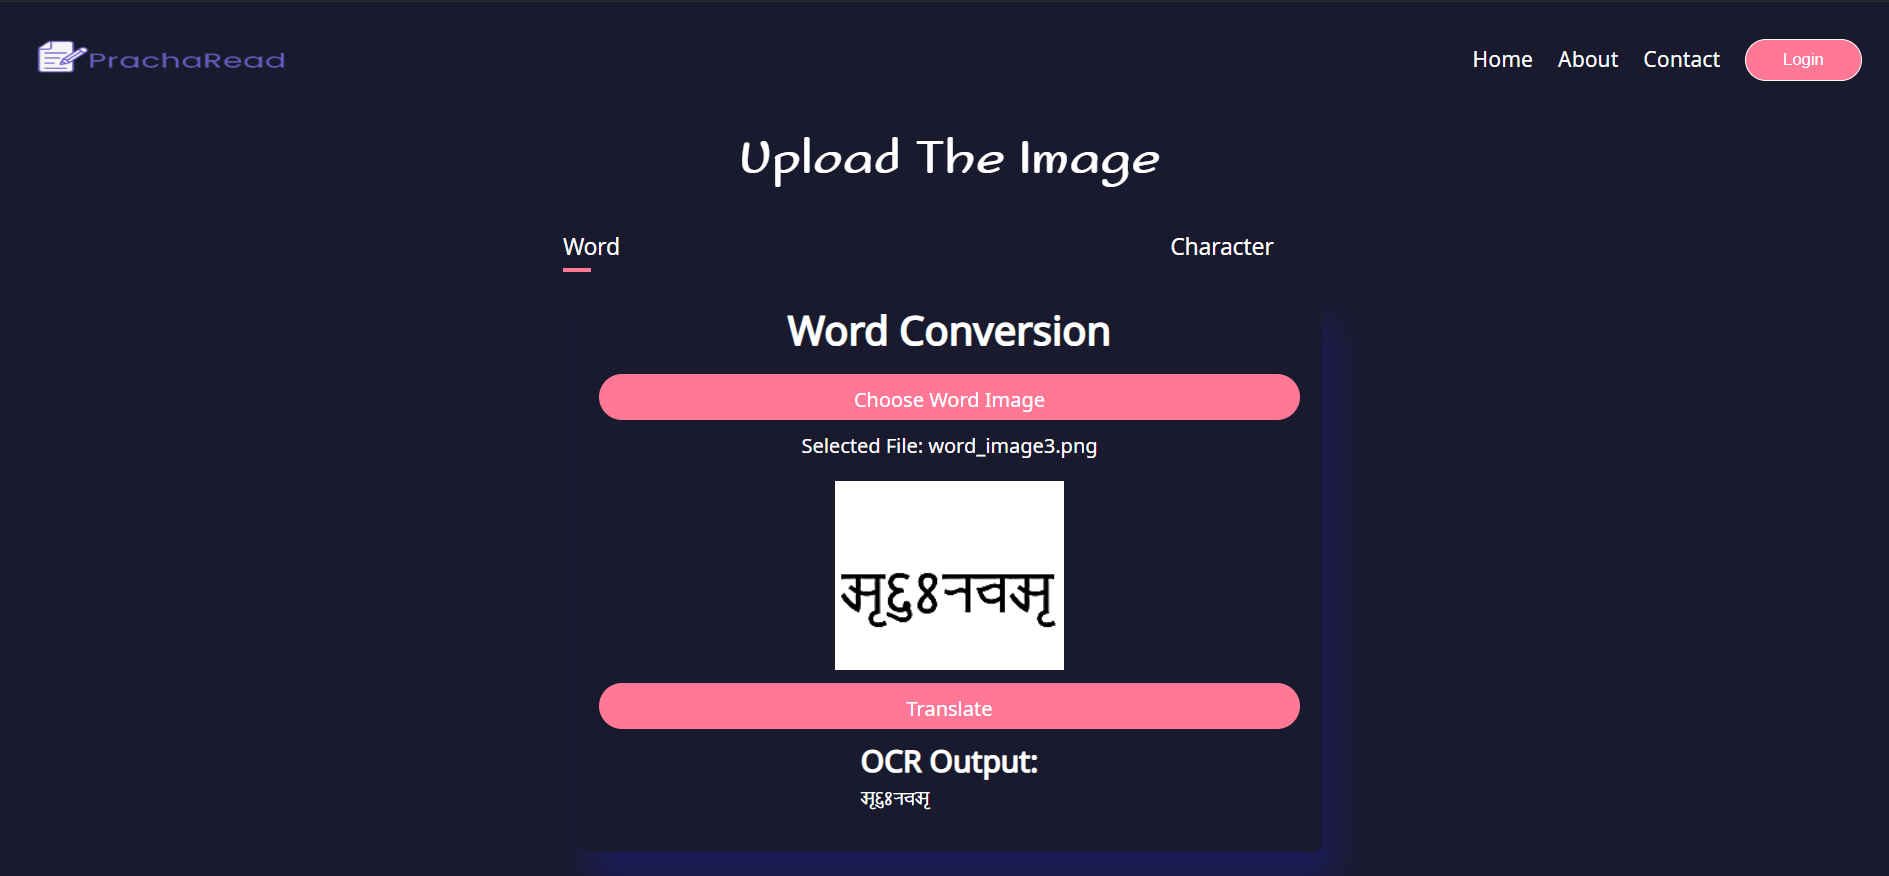 PrachaRead
Home About Contact Login
Upload The Image
Word Character
Word Conversion
Choose Word Image
Selected File: word_image3.png
Translate
OCR Output: